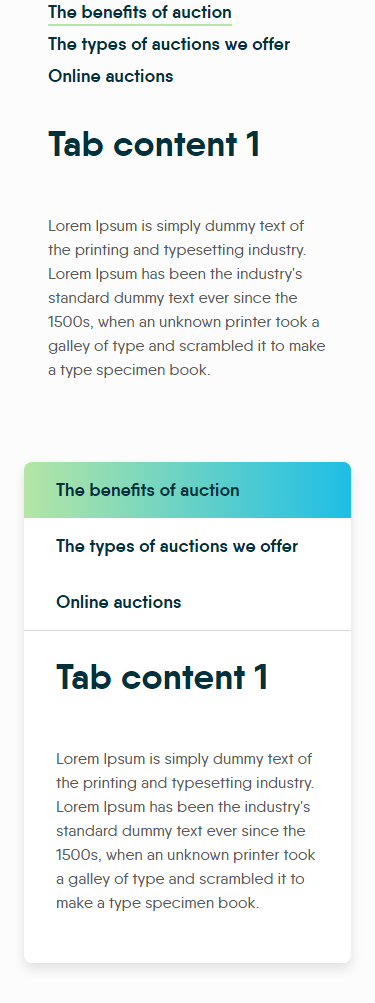 The benefits of auction
The types of auctions we offer
Online auctions
Tab content 1
Lorem Ipsum is simply dummy text of
the printing and typesetting industry.
Lorem Ipsum has been the industry's
standard dummy text ever since the
1500s, when an unknown printer took a
galley of type and scrambled it to make
a type specimen book.
The benefits of auction
The types of auctions we offer
Online auctions
Tab content 1
Lorem Ipsum is simply dummy text of
the printing and typesetting industry.
Lorem Ipsum has been the industry's
standard dummy text ever since the
1500s, when an unknown printer took
a galley of type and scrambled it to
make a type specimen book.